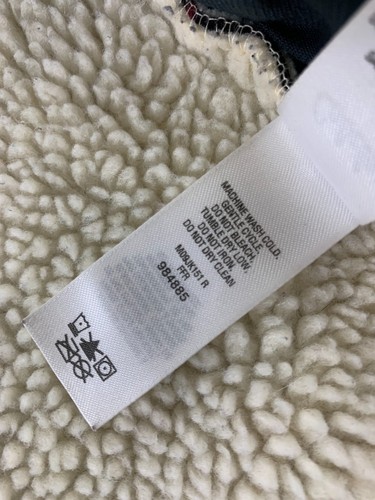 MACHINE WASH COLD.
GENTLE CYCLE.
DO NOT BLEACH.
TUMBLE DRY LOW.
DO NOT IRON.
DO NOT DRY CLEAN
M09JK151 R
FFR
984885